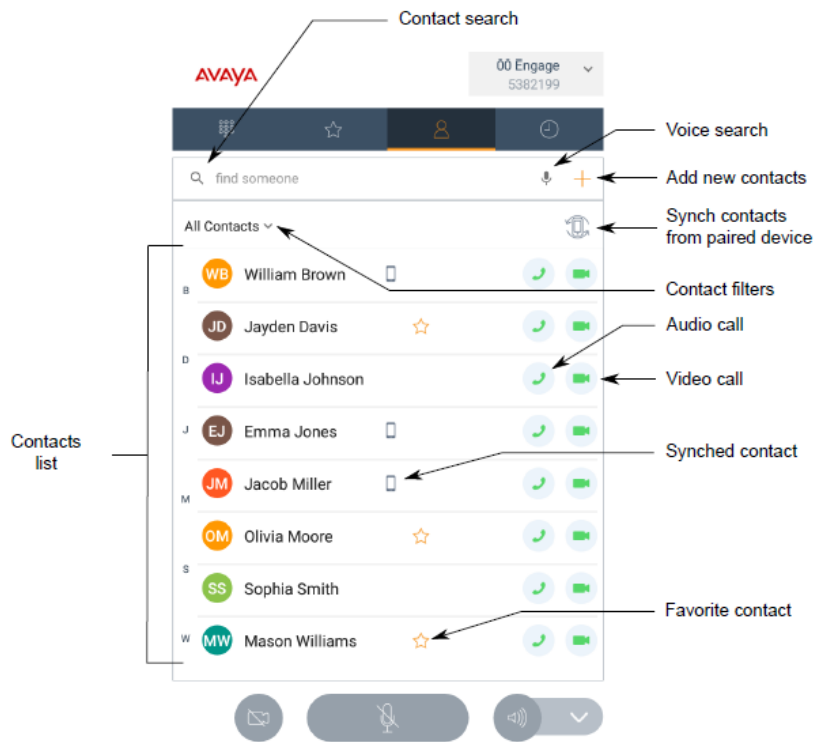 Contact search
AVAYA
00 Engage
5382199
Voice search
find someone
Add new contacts
Synch contacts
from paired device
All Contacts
WB William Brown
B
Contact filters
JD Jayden Davis
Audio call
D
IJ Isabella Johnson
Video call
J EJ Emma Jones
Contacts
list
Synched contact
JM Jacob Miller
M
OM Olivia Moore
S
SS Sophia Smith
Favorite contact
W MW Mason Williams